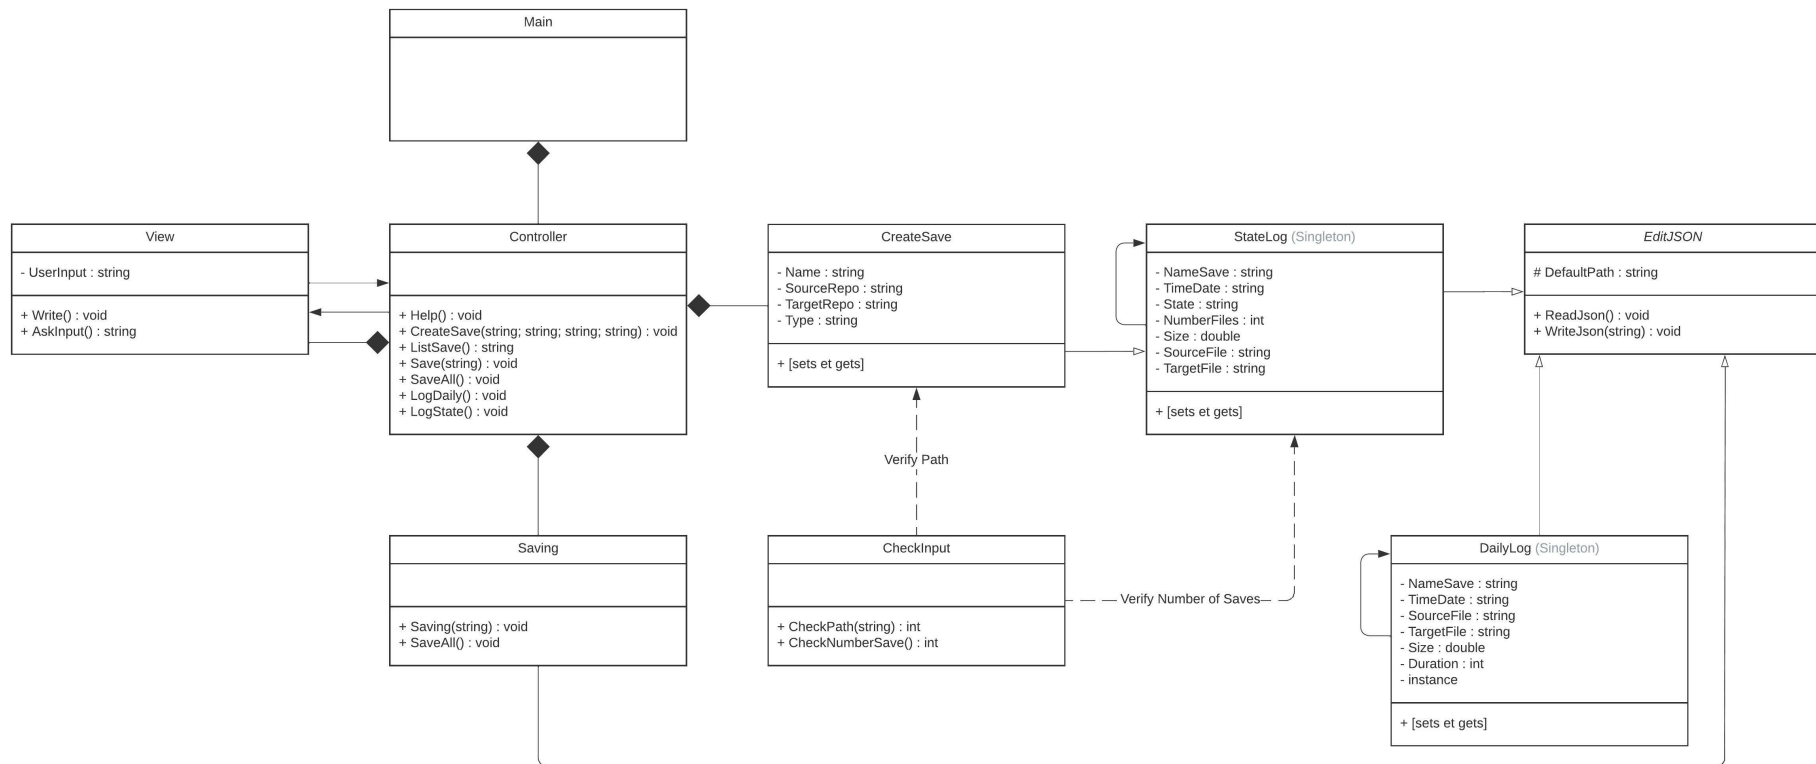 Main
View
- UserInput : string
+ Write() : void
+ AskInput() : string
Controller
+ Help() : void
+ CreateSave(string; string; string; string) : void
+ ListSave() : string
+ Save(string) : void
+ SaveAll() : void
+ LogDaily() : void
+ LogState() : void
CreateSave
- Name : string
- SourceRepo : string
- TargetRepo : string
- Type : string
+ [sets et gets]
StateLog (Singleton)
- NameSave : string
- TimeDate : string
- State : string
- NumberFiles : int
- Size : double
- SourceFile : string
- TargetFile : string
+ [sets et gets]
EditJSON
# DefaultPath : string
+ ReadJson() : void
+ WriteJson(string) : void
Verify Path
Saving
+ Saving(string) : void
+ SaveAll() : void
CheckInput
+ CheckPath(string) : int
+ CheckNumberSave() : int
Verify Number of Saves
DailyLog (Singleton)
- NameSave : string
- TimeDate : string
- SourceFile : string
- TargetFile : string
- Size : double
- Duration : int
- instance
+ [sets et gets]